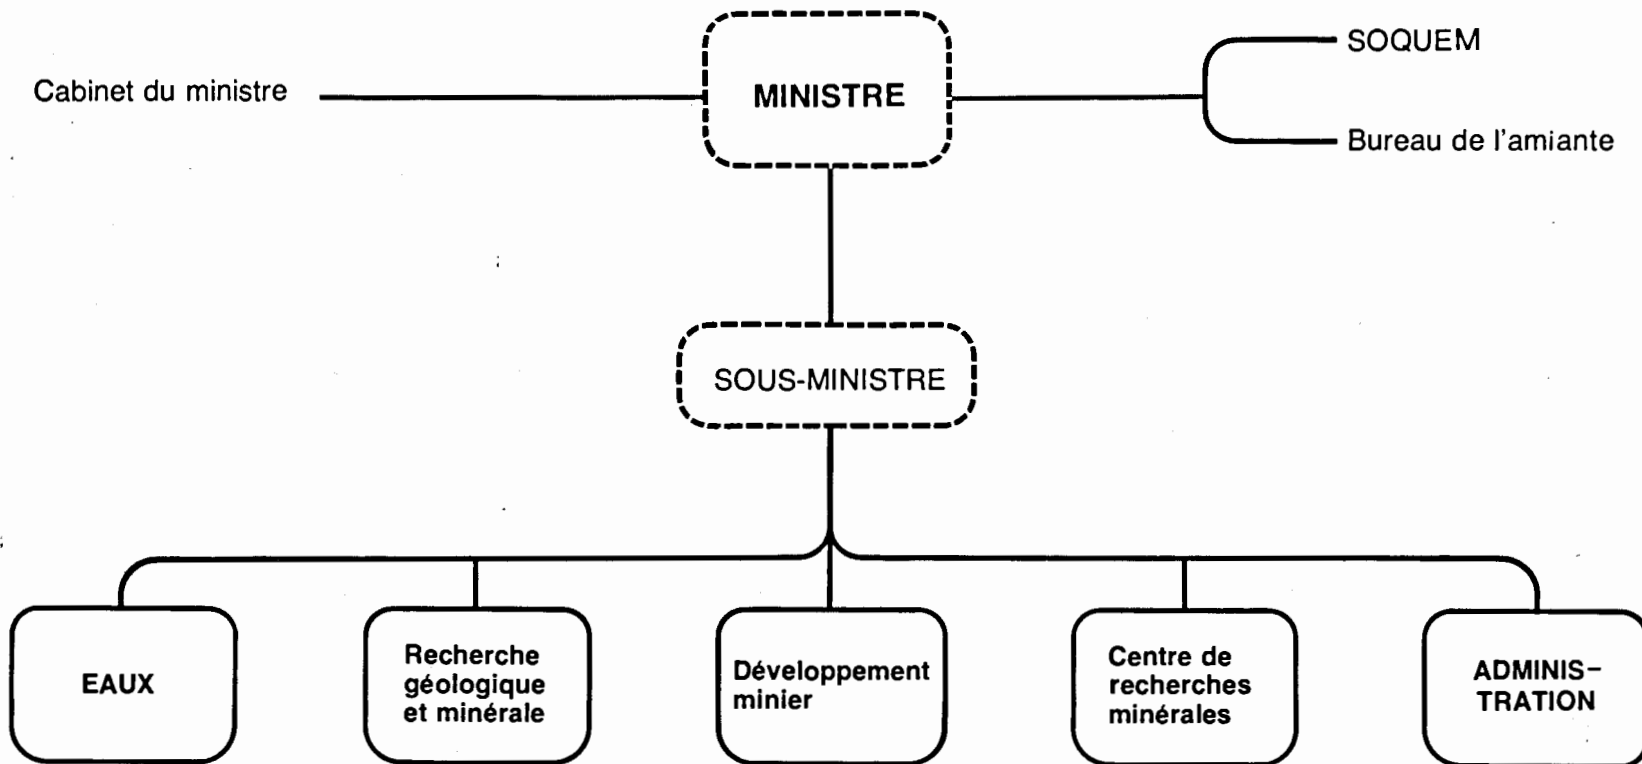 SOQUEM
Cabinet du ministre
MINISTRE
Bureau de l'amiante
SOUS-MINISTRE
EAUX
Recherche
géologique
et minérale
Développement
minier
Centre de
recherches
minérales
ADMINIS-
TRATION